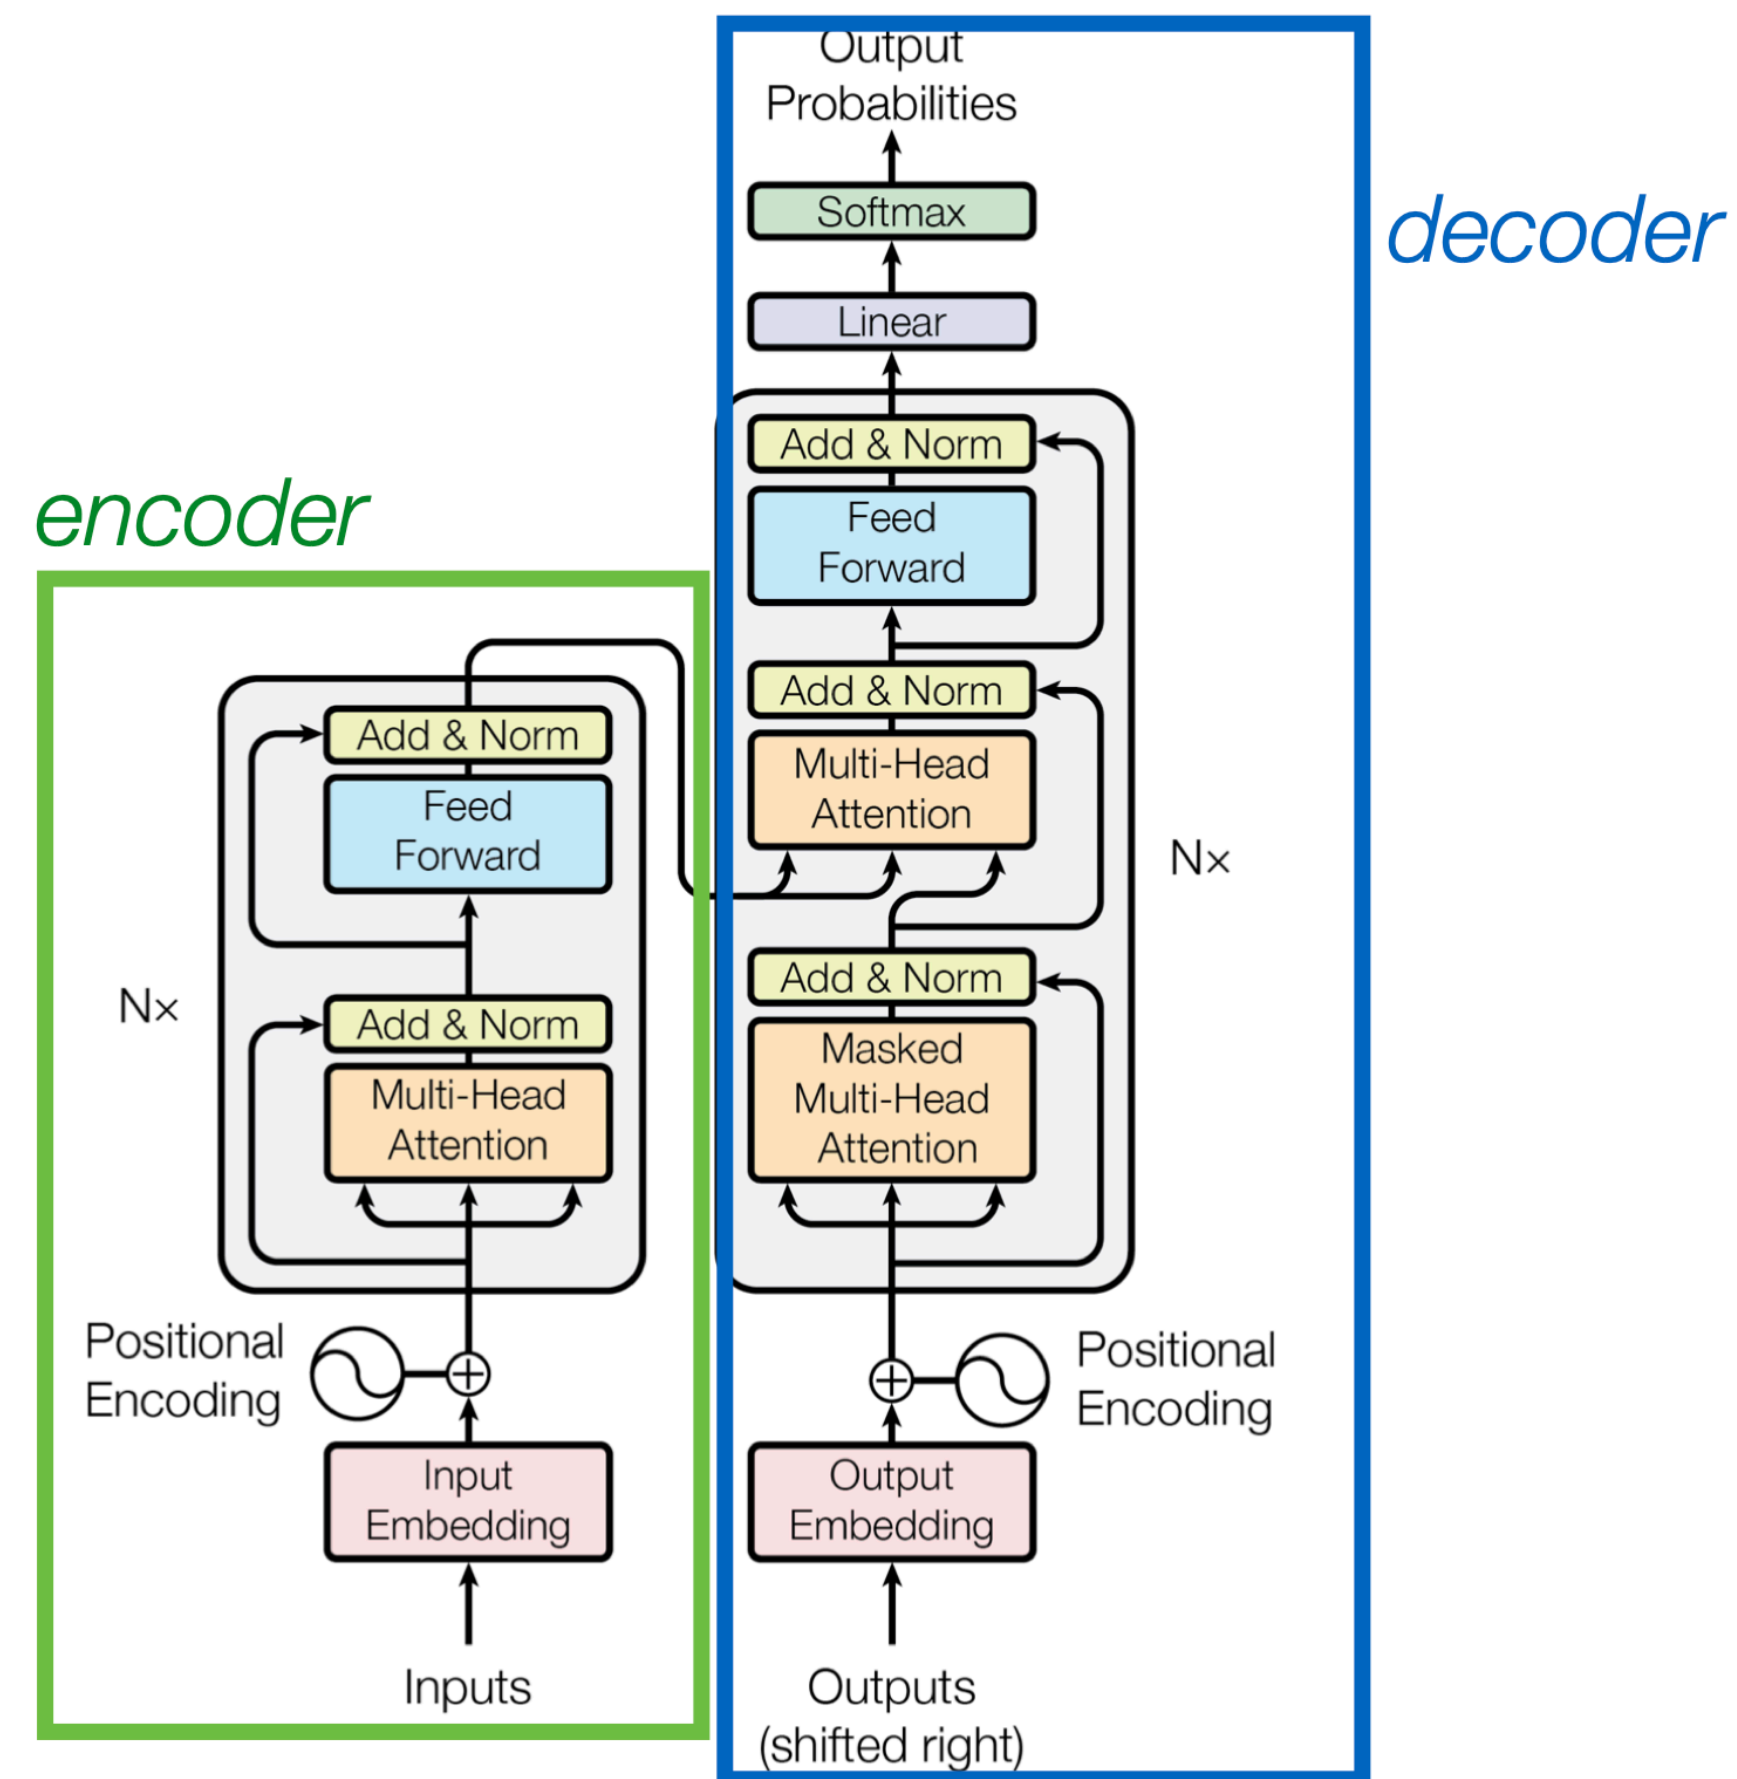 Output
Probabilities
Softmax
decoder
Linear
Add & Norm
Feed
Forward
Add & Norm
Multi-Head
Attention
Nx
Add & Norm
Masked
Multi-Head
Attention
Positional
Encoding
Output
Embedding
Outputs
(shifted right)
encoder
Add & Norm
Feed
Forward
Nx
Add & Norm
Multi-Head
Attention
Positional
Encoding
Input
Embedding
Inputs